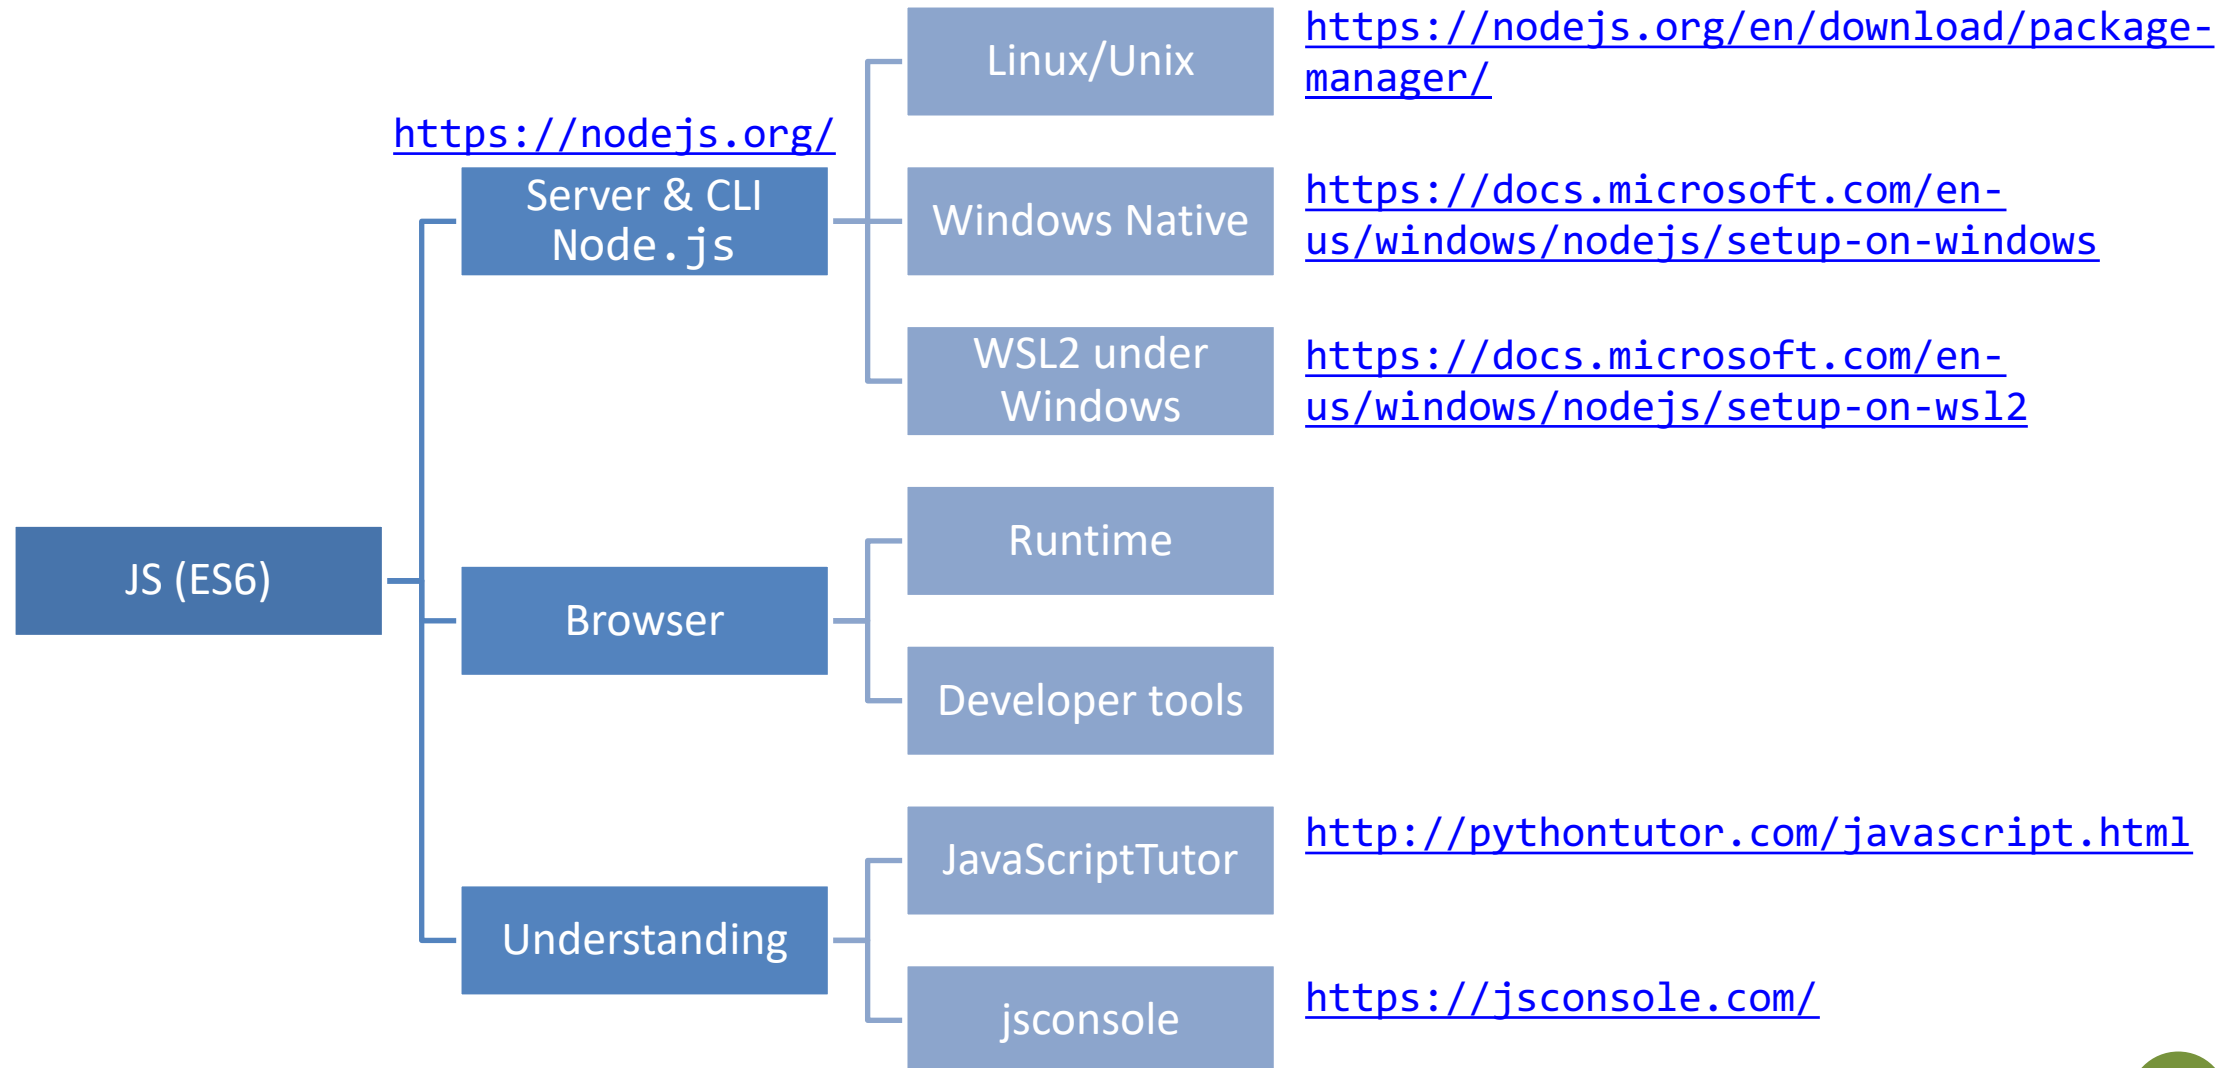 https://nodejs.org/en/download/package-
manager/
Linux/Unix
https://nodejs.org/
Server & CLI
Node.js
Windows Native
https://docs.microsoft.com/en-
us/windows/nodejs/setup-on-windows
WSL2 under
Windows
https://docs.microsoft.com/en-
us/windows/nodejs/setup-on-wsl2
JS (ES6)
Browser
Runtime
Developer tools
Understanding
JavaScriptTutor
http://pythontutor.com/javascript.html
jsconsole
https://jsconsole.com/